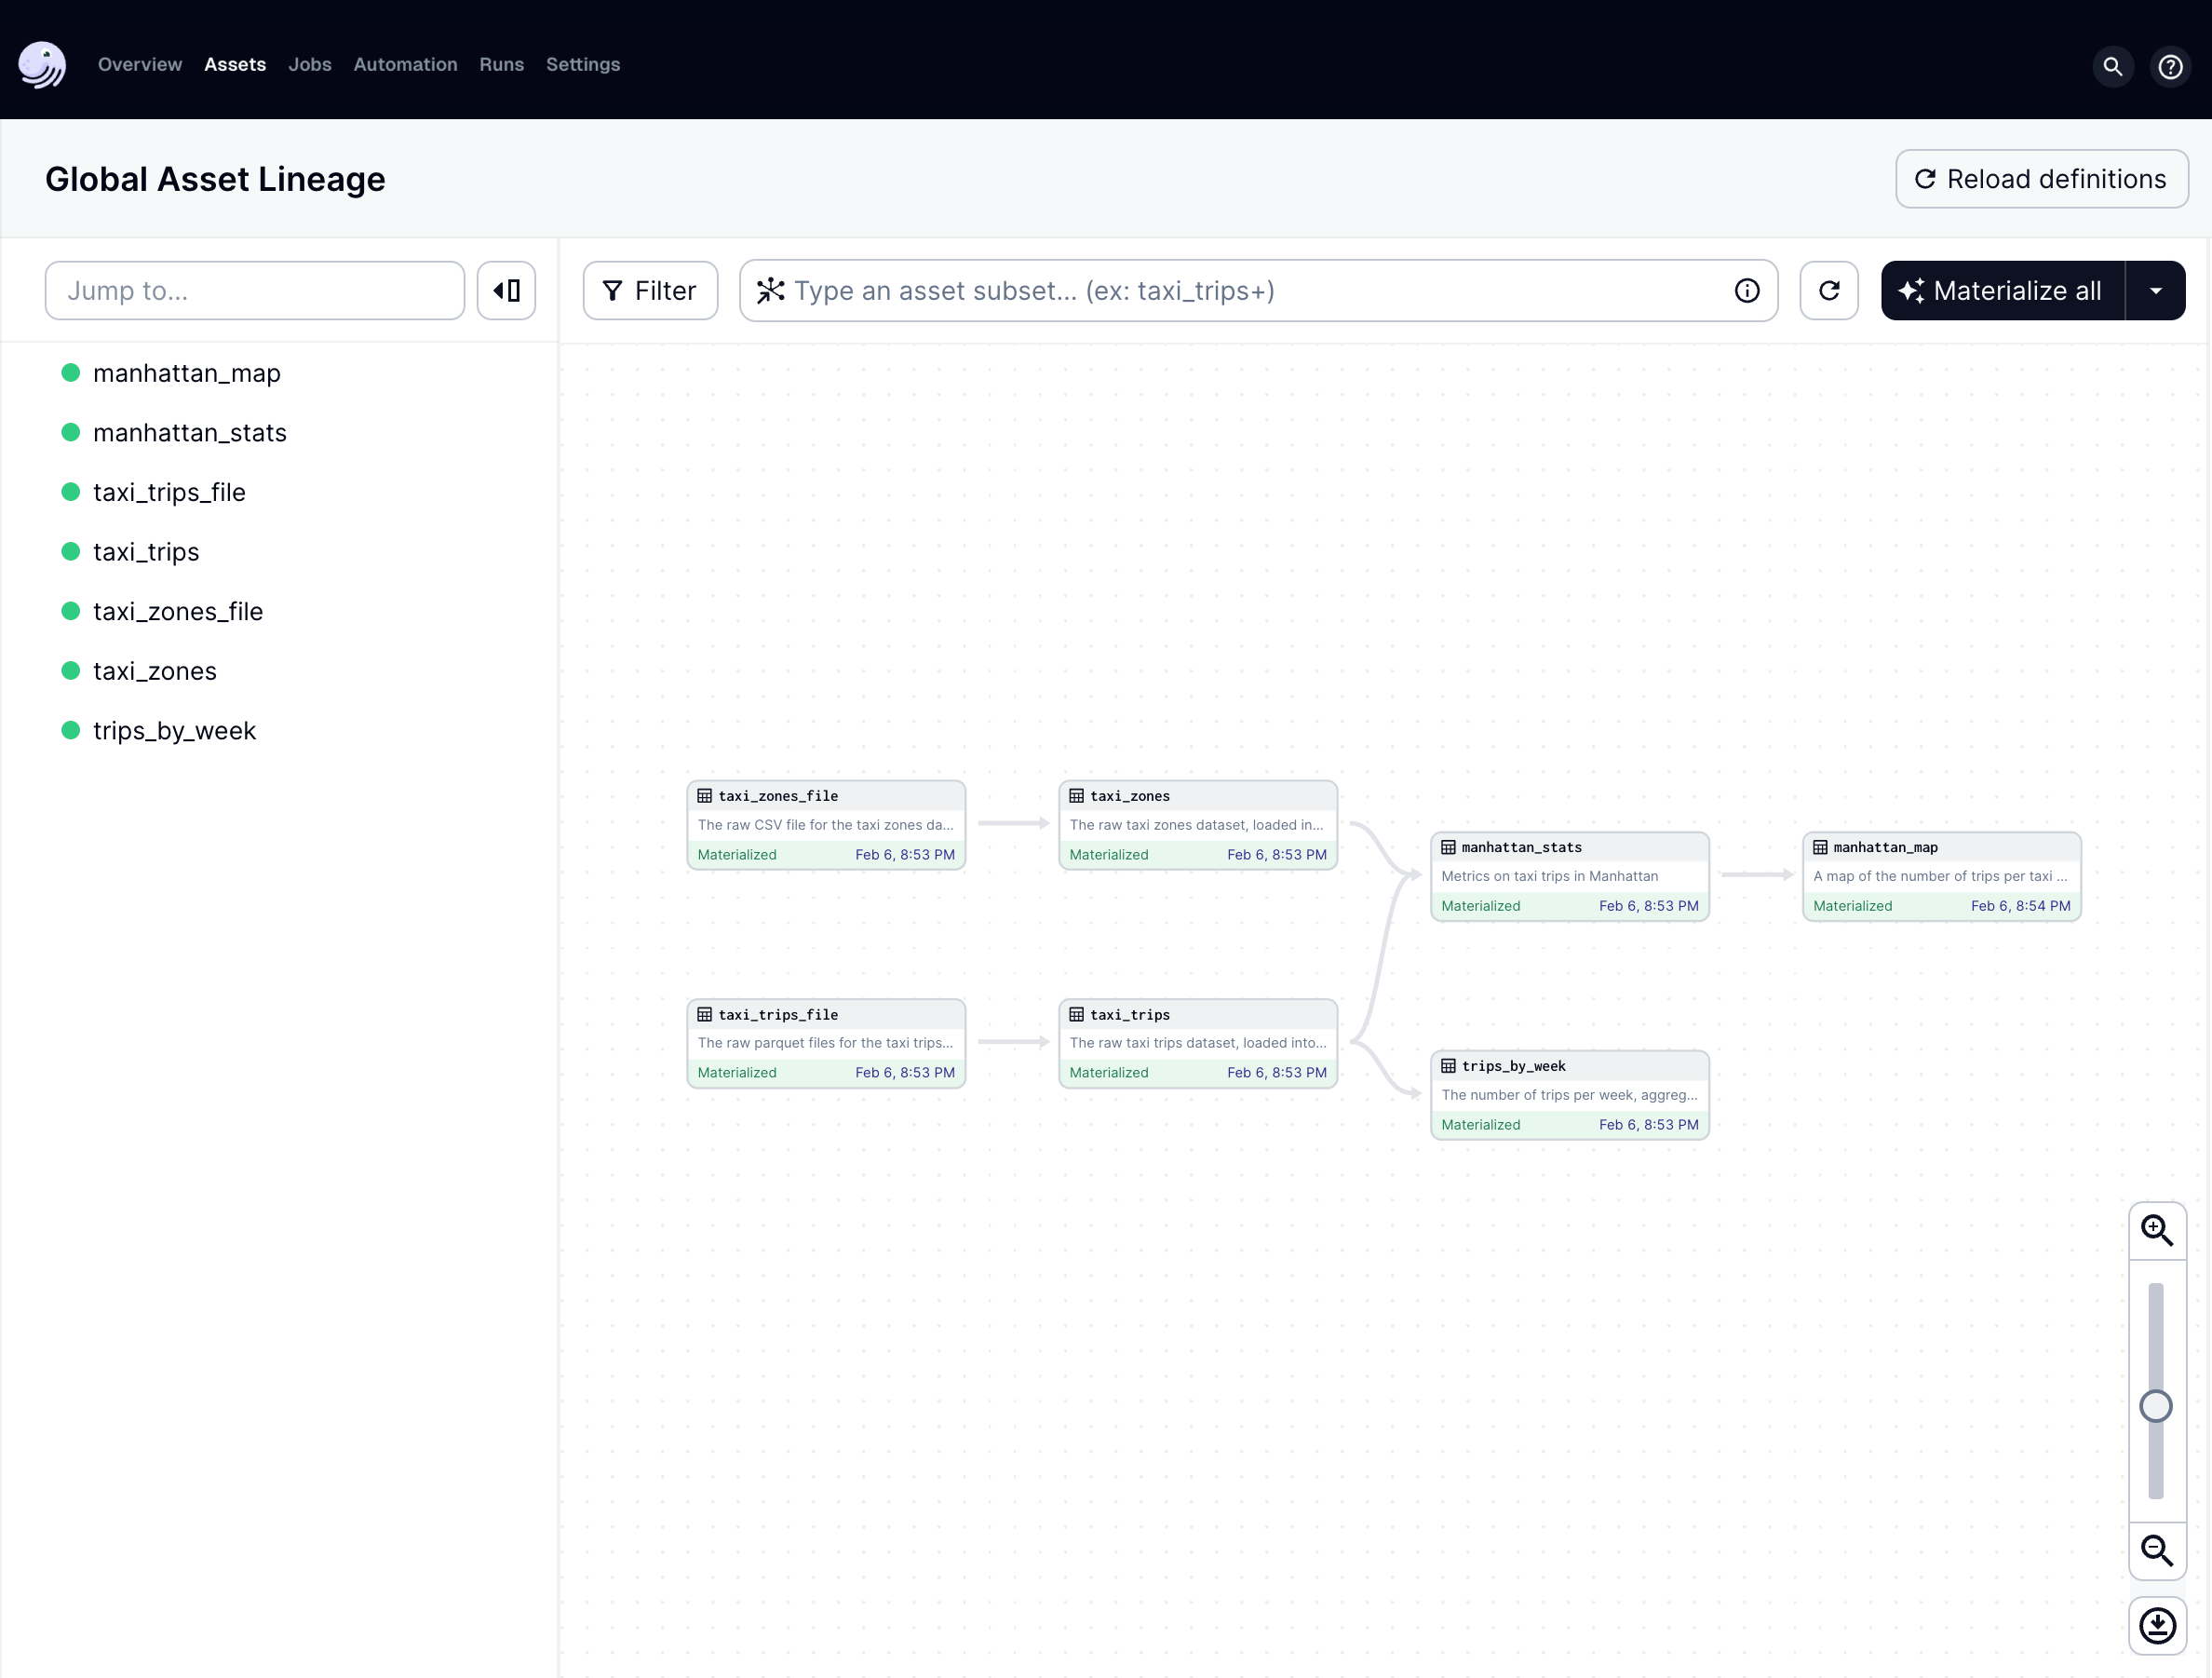 Overview Assets Jobs Automation Runs Settings
Global Asset Lineage
Reload definitions
Jump to...
Filter
Type an asset subset... (ex: taxi_trips+)
Materialize all
manhattan_map
manhattan_stats
taxi_trips_file
taxi_trips
taxi_zones_file
taxi_zones
trips_by_week
taxi_zones_file
The raw CSV file for the taxi zones da...
Materialized Feb 6, 8:53 PM
taxi_zones
The raw taxi zones dataset, loaded in...
Materialized Feb 6, 8:53 PM
manhattan_stats
Metrics on taxi trips in Manhattan
Materialized Feb 6, 8:53 PM
manhattan_map
A map of the number of trips per taxi ...
Materialized Feb 6, 8:54 PM
taxi_trips_file
The raw parquet files for the taxi trips...
Materialized Feb 6, 8:53 PM
taxi_trips
The raw taxi trips dataset, loaded into...
Materialized Feb 6, 8:53 PM
trips_by_week
The number of trips per week, aggreg...
Materialized Feb 6, 8:53 PM